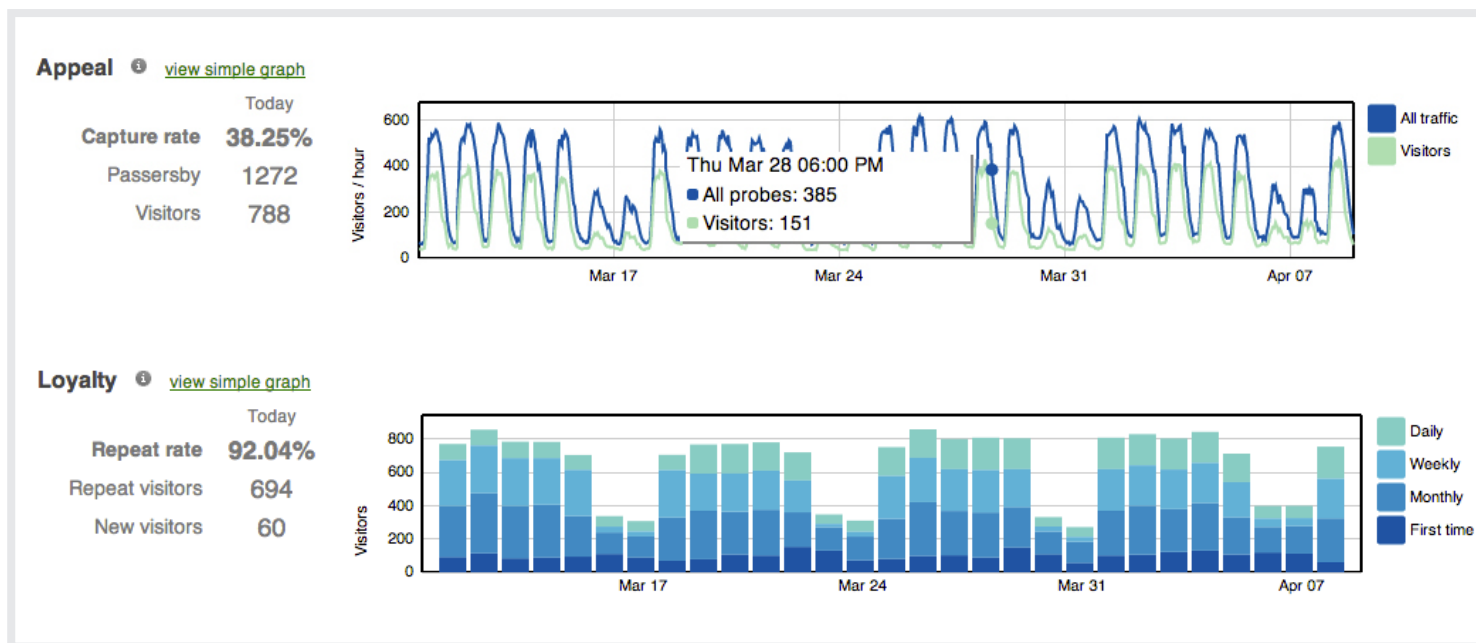 Appeal view simple graph
Today
Capture rate 38.25%
Passersby 1272
Visitors 788
Visitors / hour
600
400
200
0
Thu Mar 28 06:00 PM
All probes: 385
Visitors: 151
Mar 17 Mar 24 Mar 31 Apr 07
All traffic
Visitors
Loyalty view simple graph
Today
Repeat rate 92.04%
Repeat visitors 694
New visitors 60
Visitors
800
600
400
200
0
Mar 17 Mar 24 Mar 31 Apr 07
Daily
Weekly
Monthly
First time